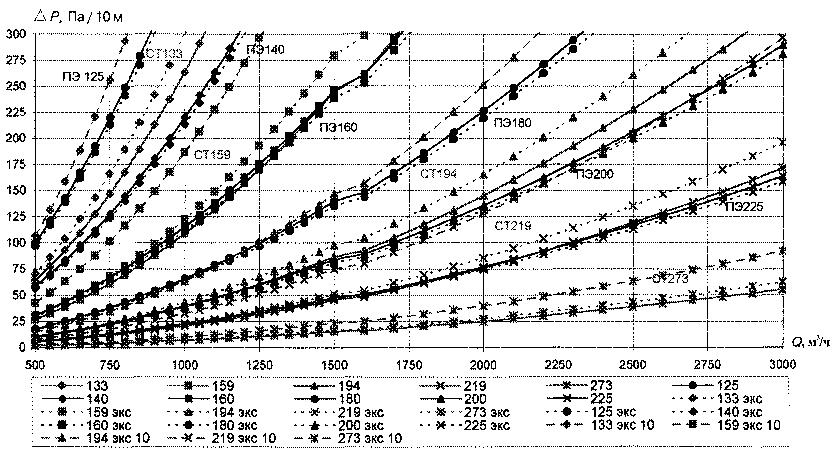 △ P, Па / 10 м
300
275
250
225
200
175
150
125
100
75
50
25
0
ПЭ 125
СТ133
ПЭ140
СТ159
ПЭ160
СТ194
ПЭ180
ПЭ200
СТ219
ПЭ225
СТ273
Q, м³/ч
500 750 1000 1250 1500 1750 2000 2250 2500 2750 3000
133 159 194 219 273 125
140 160 180 200 225 133 экс
159 экс 194 экс 219 экс 273 экс 125 экс 140 экс
160 экс 180 экс 200 экс 225 экс 133 экс 10 159 экс 10
194 экс 10 219 экс 10 273 экс 10